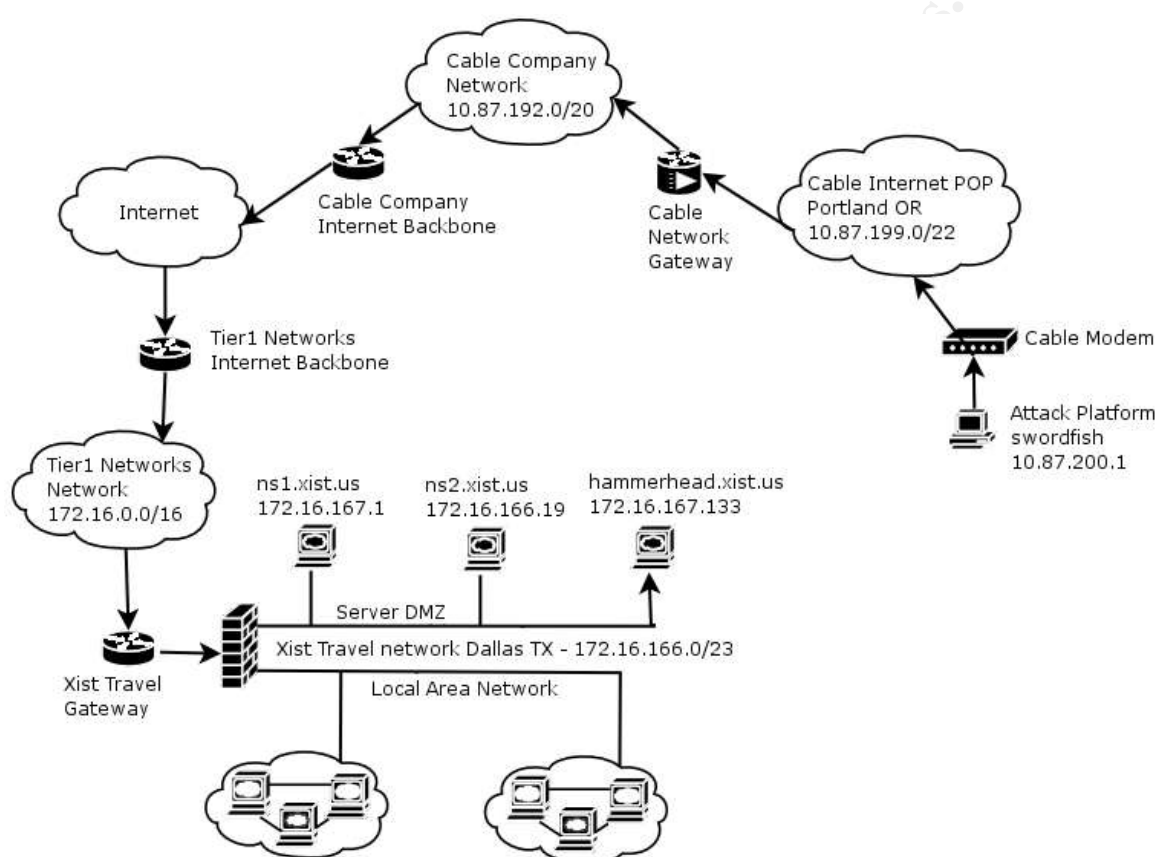 Cable Company
Network
10.87.192.0/20
Cable Company
Internet Backbone
Internet
Cable
Network
Gateway
Cable Internet POP
Portland OR
10.87.199.0/22
Cable Modem
Attack Platform
swordfish
10.87.200.1
Tier1 Networks
Internet Backbone
Tier1 Networks
Network
172.16.0.0/16
ns1.xist.us
172.16.167.1
ns2.xist.us
172.16.166.19
hammerhead.xist.us
172.16.167.133
Server DMZ
Xist Travel network Dallas TX - 172.16.166.0/23
Local Area Network
Xist Travel
Gateway